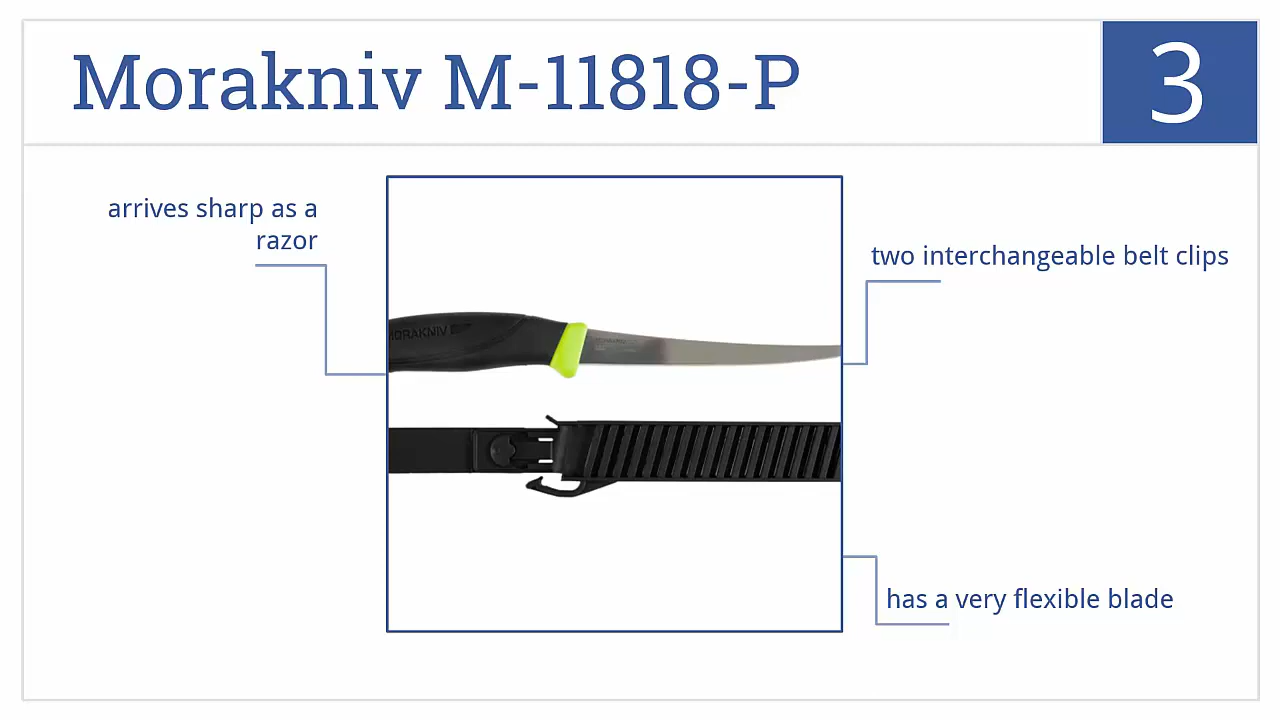 Morakniv M-11818-P
3
arrives sharp as a
razor
two interchangeable belt clips
MORAKNIV
has a very flexible blade